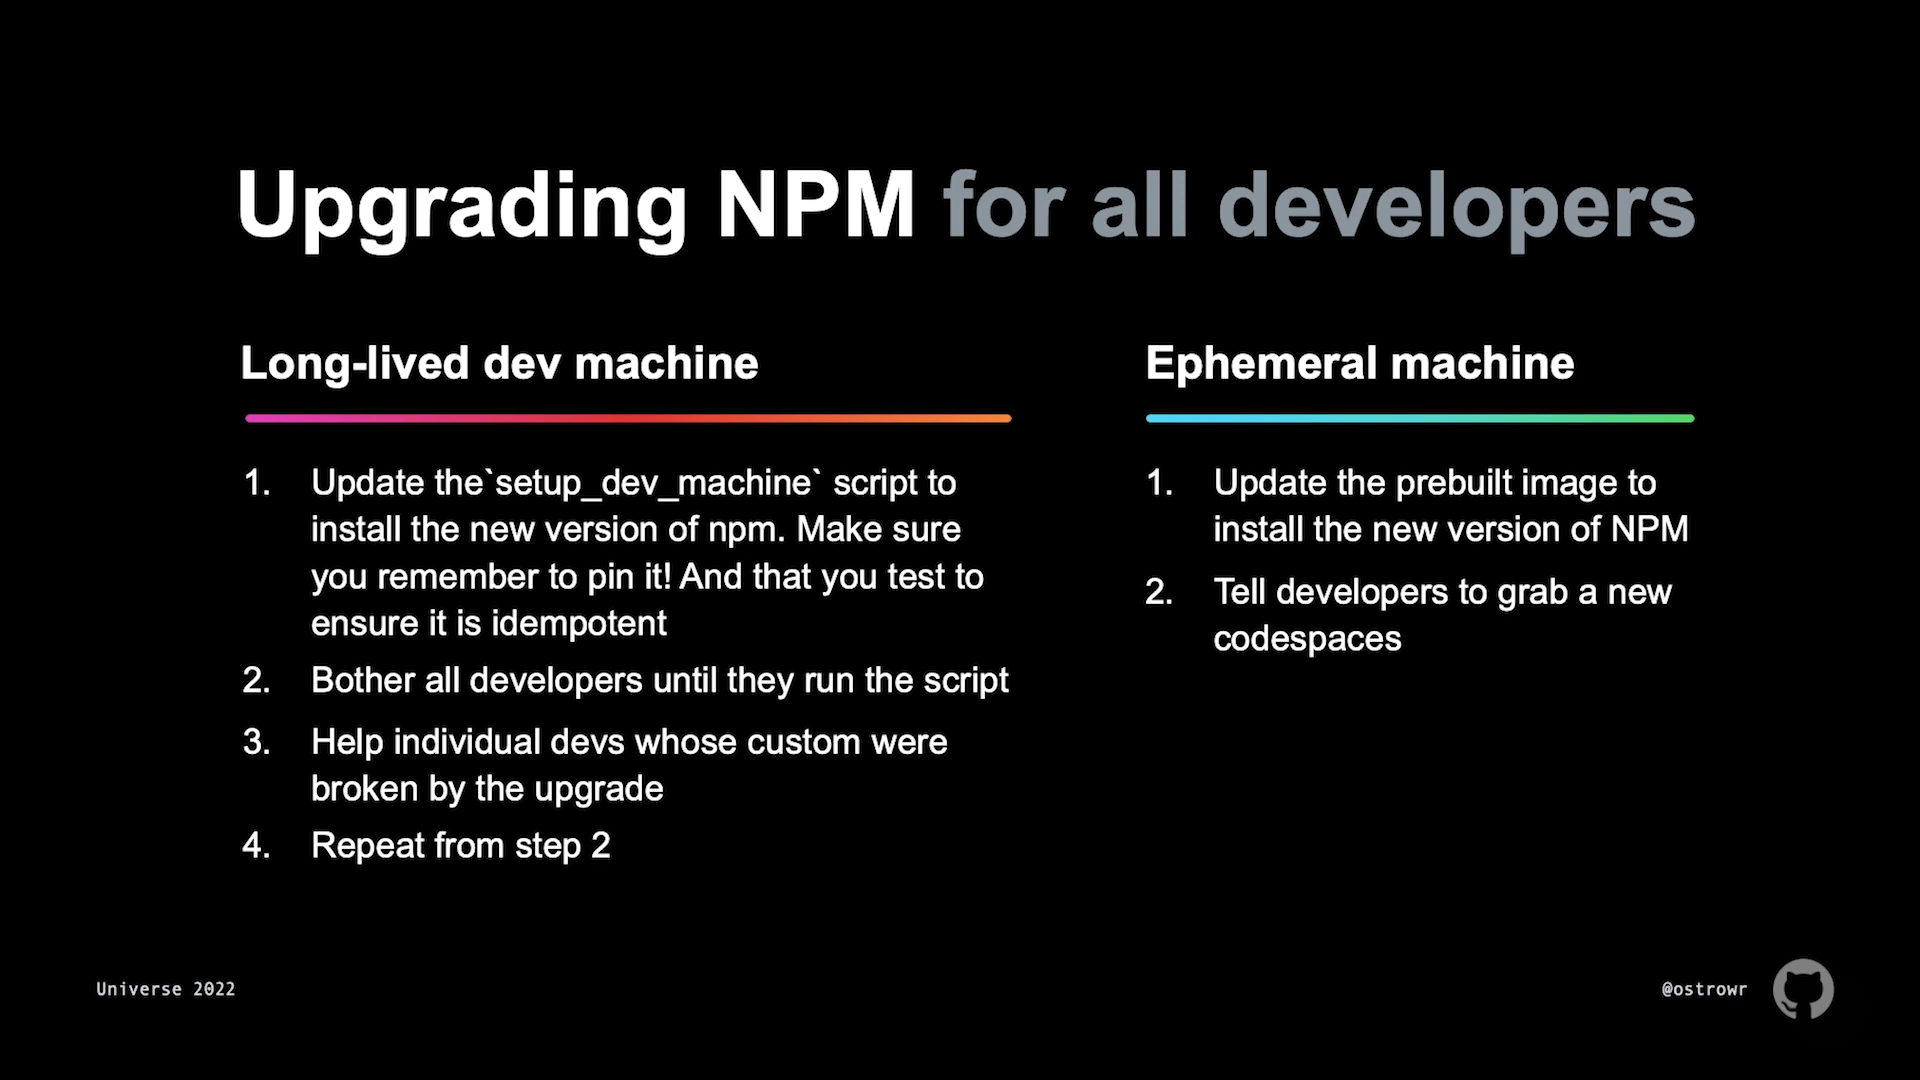 Upgrading NPM for all developers
Long-lived dev machine
1. Update the`setup_dev_machine` script to
install the new version of npm. Make sure
you remember to pin it! And that you test to
ensure it is idempotent
2. Bother all developers until they run the script
3. Help individual devs whose custom were
broken by the upgrade
4. Repeat from step 2
Ephemeral machine
1. Update the prebuilt image to
install the new version of NPM
2. Tell developers to grab a new
codespaces
Universe 2022
@ostrowr